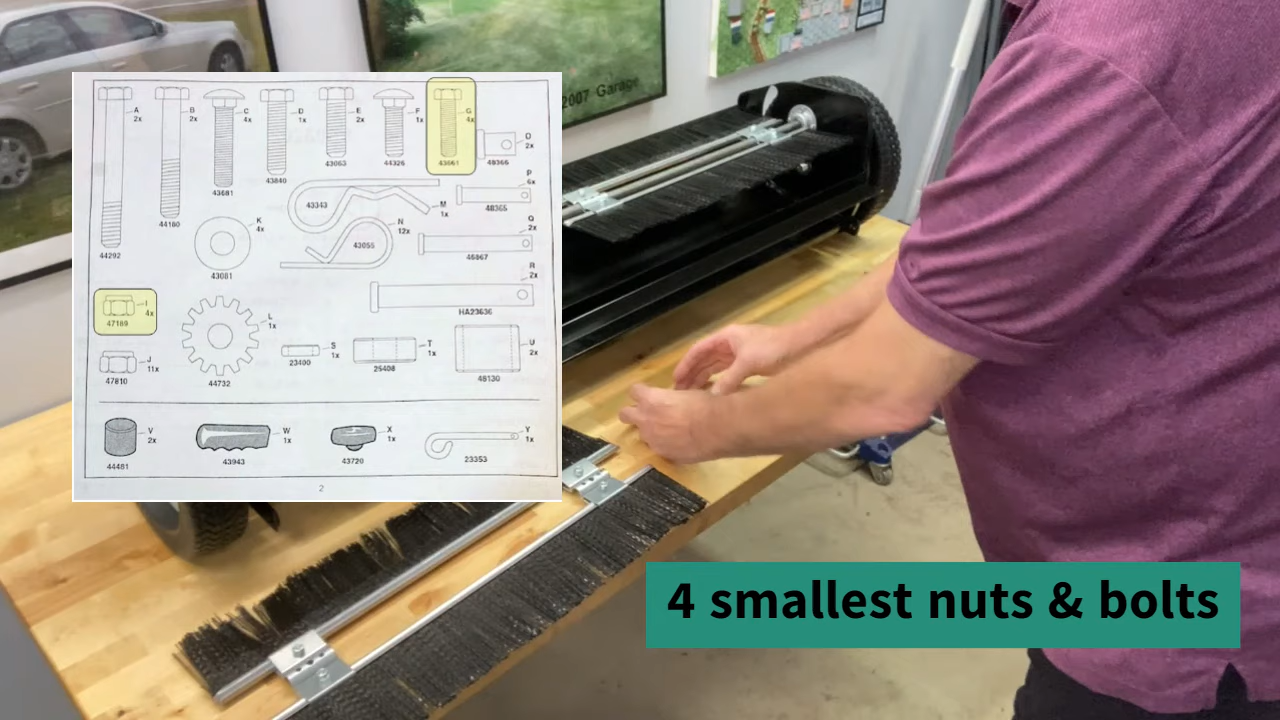 A
2x
44292
B
2x
44180
C
4x
43681
D
1x
43840
E
2x
43063
F
1x
44326
G
4x
43661
O
2x
48366
P
6x
48365
43343
M
1x
N
12x
43055
Q
2x
46867
K
4x
43081
R
2x
HA23636
I
4x
47189
L
1x
44732
S
1x
23400
T
1x
25408
U
2x
48130
J
11x
47810
V
2x
44481
W
1x
43943
X
1x
43720
Y
1x
23353
2
2007 Garage
4 smallest nuts & bolts